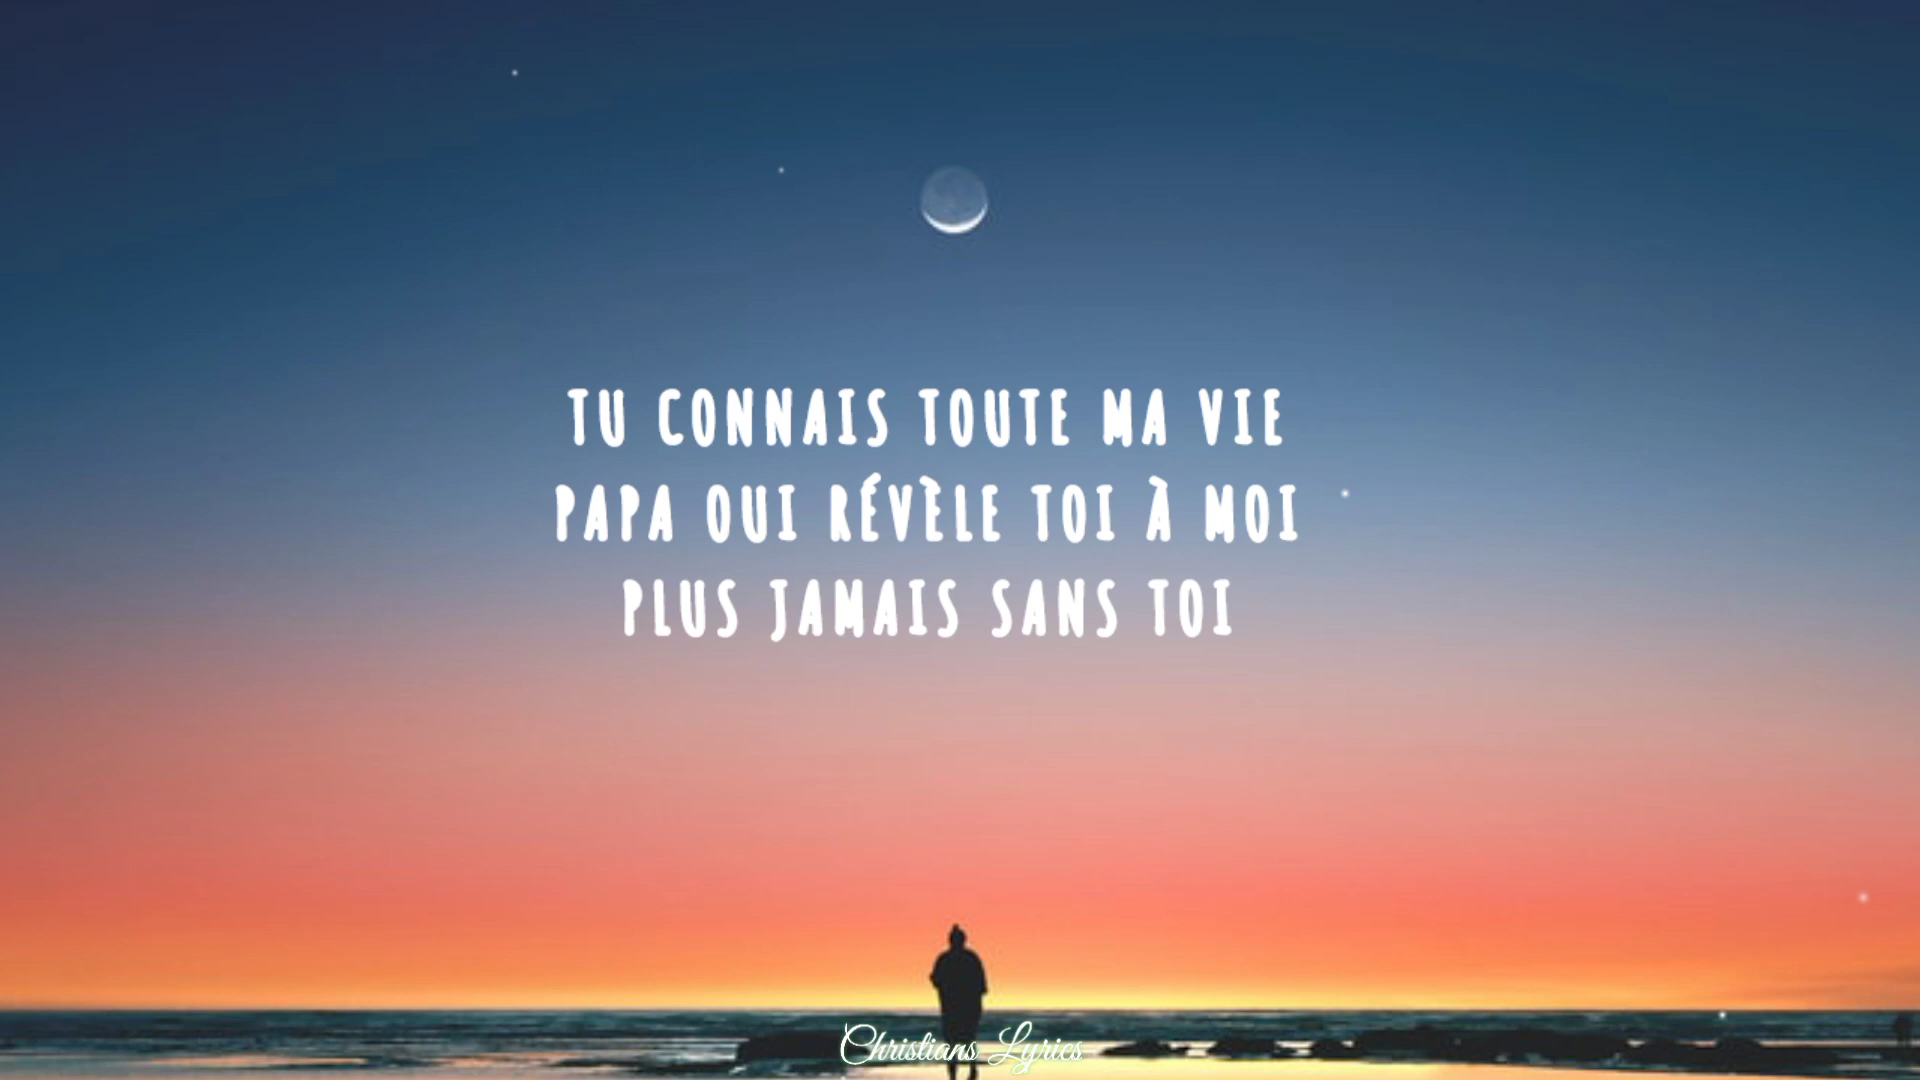 TU CONNAIS TOUTE MA VIE
PAPA OUI RÉVÈLE TOI À MOI
PLUS JAMAIS SANS TOI
Christians Lyrics